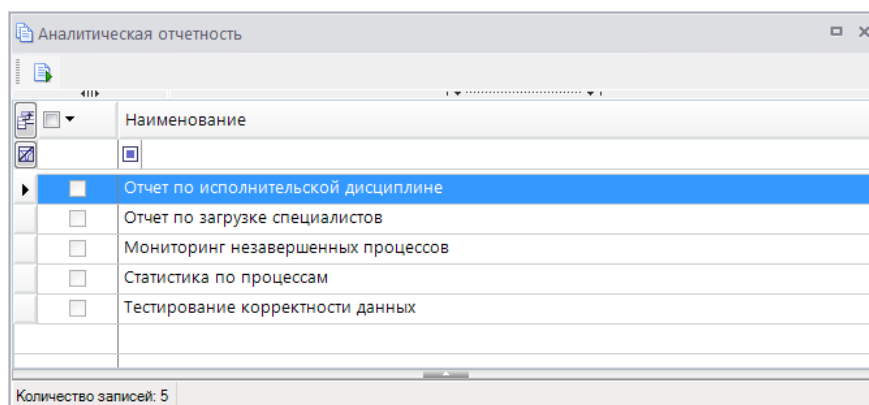 Аналитическая отчетность
Наименование
Отчет по исполнительской дисциплине
Отчет по загрузке специалистов
Мониторинг незавершенных процессов
Статистика по процессам
Тестирование корректности данных
Количество записей: 5